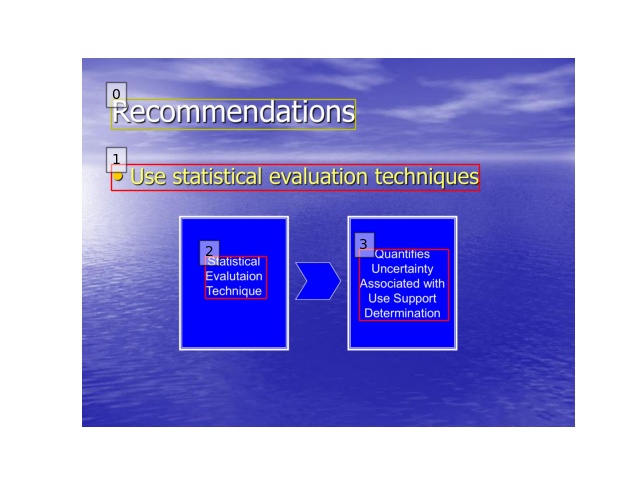 0
Recommendations
1
• Use statistical evaluation techniques
2
Statistical
Evalutaion
Technique
3
Quantifies
Uncertainty
Associated with
Use Support
Determination